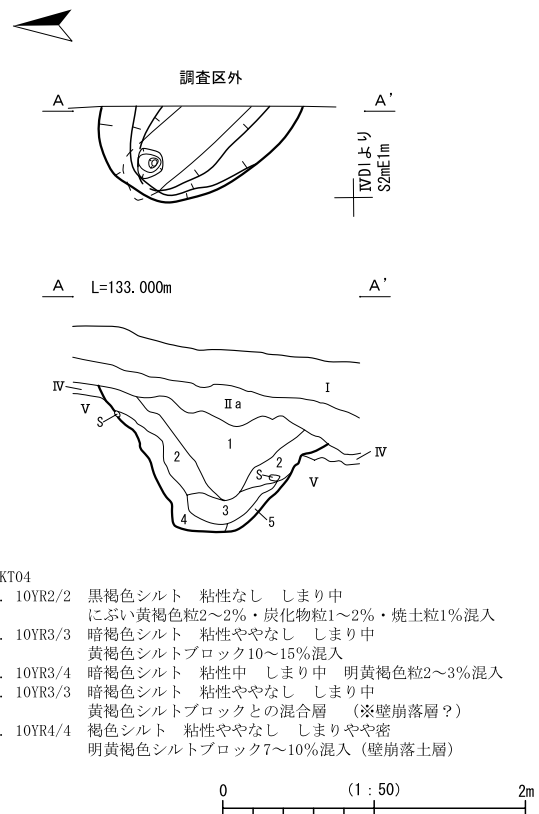 調査区外
A A'
ⅣDⅠより
S2mE1m
A L=133.000m A'
Ⅰ
Ⅳ
Ⅱa
Ⅴ
S
1
Ⅳ
2
2
S
Ⅴ
3
4
5
KT04
. 10YR2/2 黒褐色シルト 粘性なし しまり中
にぶい黄褐色粒2～2%・炭化物粒1～2%・焼土粒1%混入
. 10YR3/3 暗褐色シルト 粘性ややなし しまり中
黄褐色シルトブロック10～15%混入
. 10YR3/4 暗褐色シルト 粘性中 しまり中 明黄褐色粒2～3%混入
. 10YR3/3 暗褐色シルト 粘性ややなし しまり中
黄褐色シルトブロックとの混合層 (※壁崩落層？)
. 10YR4/4 褐色シルト 粘性ややなし しまりやや密
明黄褐色シルトブロック7～10%混入（壁崩落土層）
0 (1：50) 2m